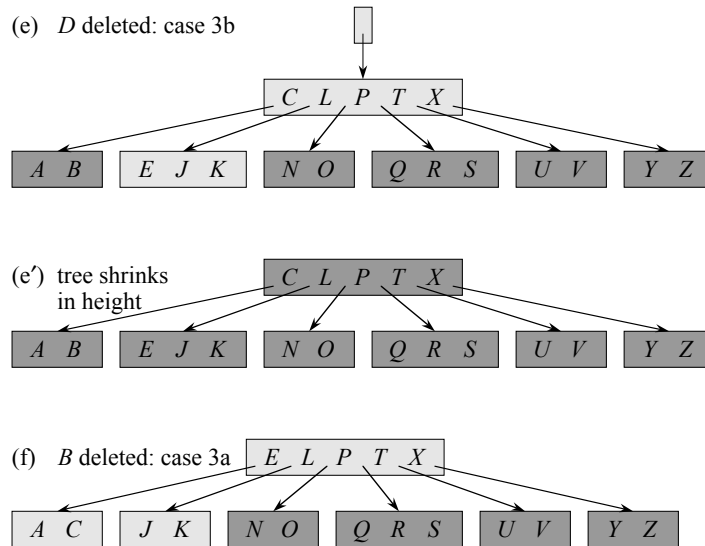 (e) D deleted: case 3b
C L P T X
A B E J K N O Q R S U V Y Z
(e′) tree shrinks
in height
C L P T X
A B E J K N O Q R S U V Y Z
(f) B deleted: case 3a
E L P T X
A C J K N O Q R S U V Y Z